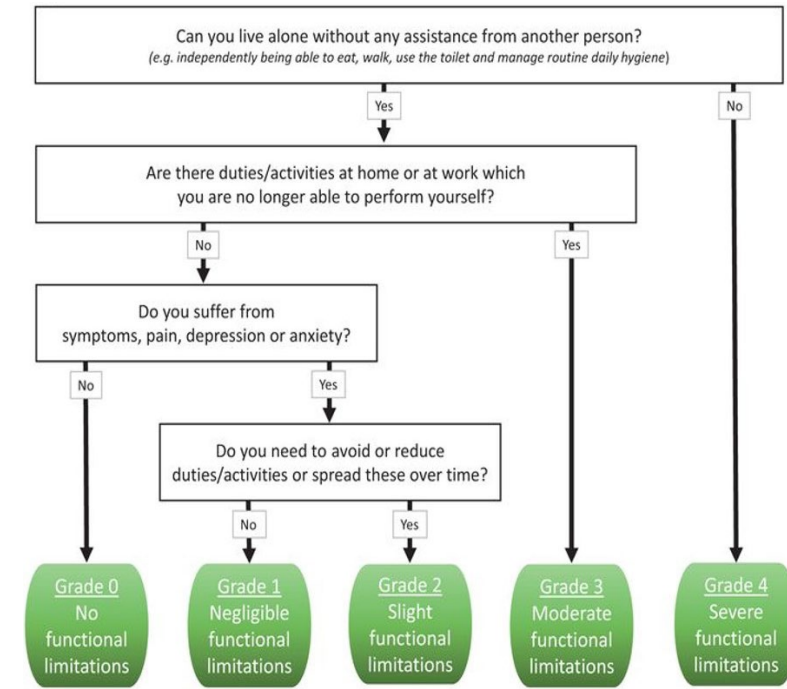 Can you live alone without any assistance from another person?
(e.g. independently being able to eat, walk, use the toilet and manage routine daily hygiene)
Yes
No
Are there duties/activities at home or at work which
you are no longer able to perform yourself?
No
Yes
Do you suffer from
symptoms, pain, depression or anxiety?
No
Yes
Do you need to avoid or reduce
duties/activities or spread these over time?
No
Yes
Grade 0
No
functional
limitations
Grade 1
Negligible
functional
limitations
Grade 2
Slight
functional
limitations
Grade 3
Moderate
functional
limitations
Grade 4
Severe
functional
limitations